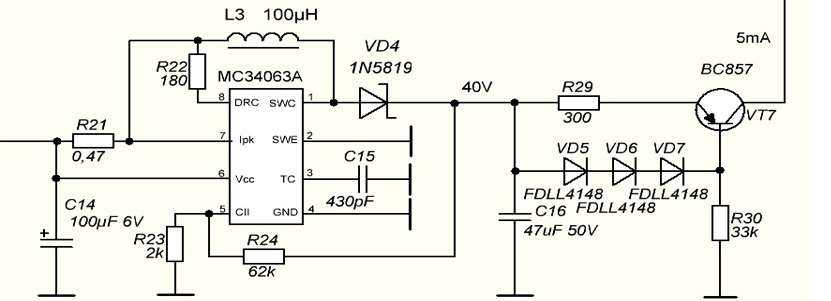 L3 100µH
VD4
1N5819
5mA
BC857
VT7
R22
180
MC34063A
8 DRC SWC 1
7 Ipk SWE 2
6 Vcc TC 3
5 CII GND 4
40V
R29
300
R21
0,47
C15
430pF
VD5 VD6 VD7
FDLL4148 FDLL4148 FDLL4148
C14
+ 100µF 6V
C16
47uF 50V
R23
2k
R24
62k
R30
33k